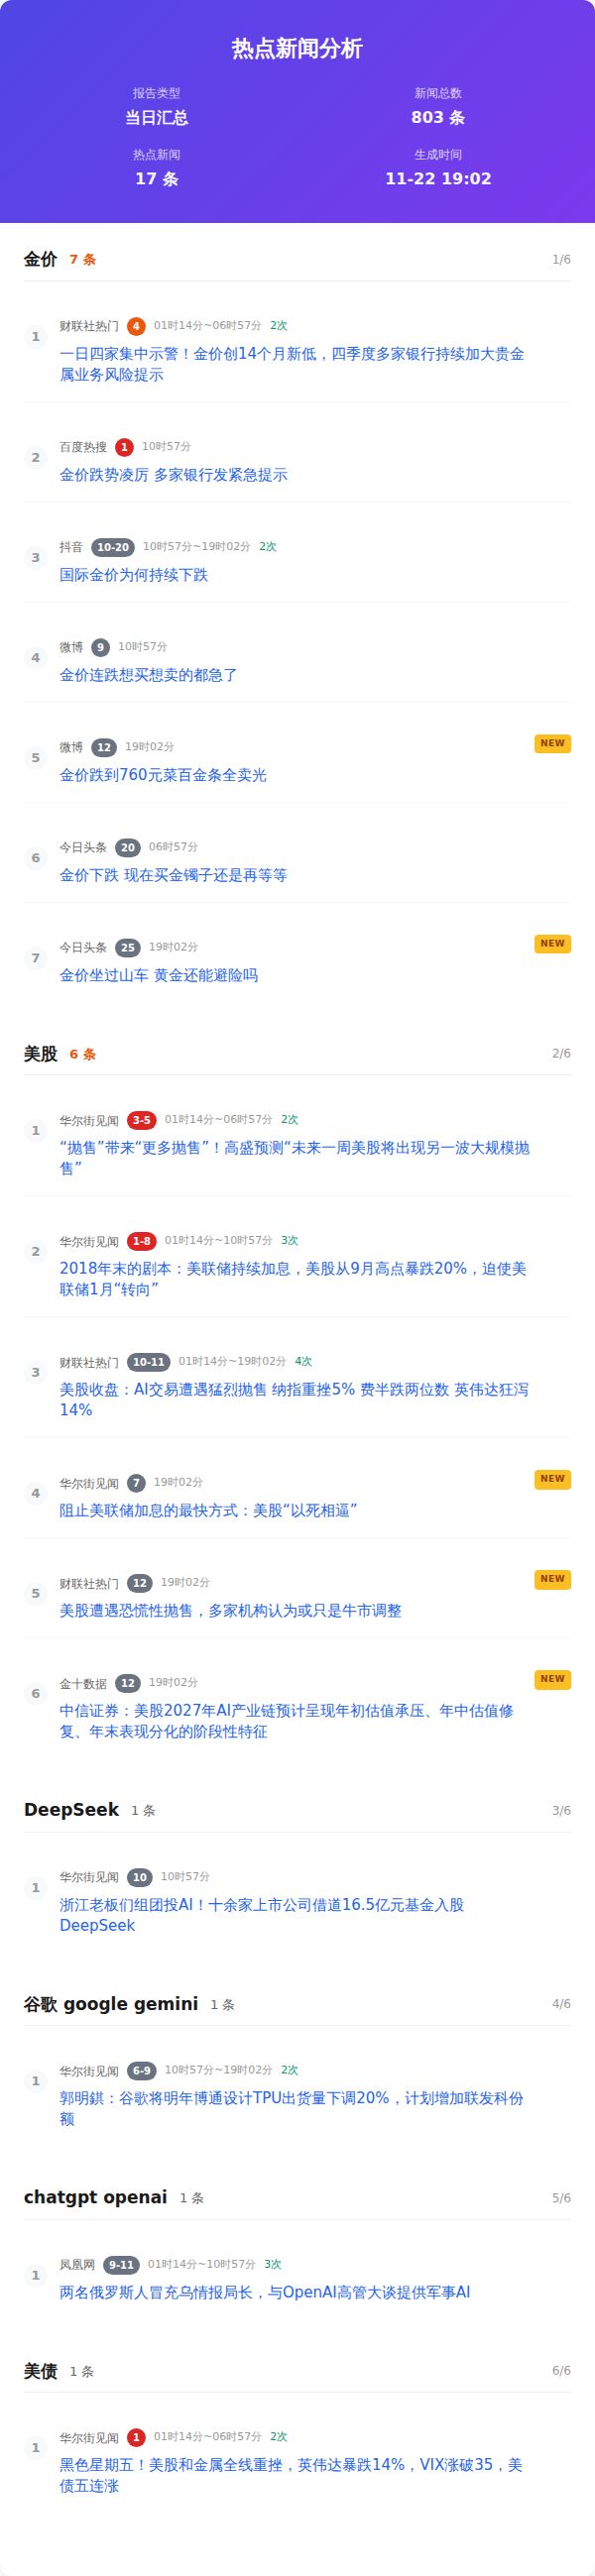 热点新闻分析
报告类型
当日汇总
新闻总数
803 条
热点新闻
17 条
生成时间
11-22 19:02
金价 7 条 1/6
1
财联社热门 4 01时14分~06时57分 2次
一日四家集中示警！金价创14个月新低，四季度多家银行持续加大贵金
属业务风险提示
2
百度热搜 1 10时57分
金价跌势凌厉 多家银行发紧急提示
3
抖音 10-20 10时57分~19时02分 2次
国际金价为何持续下跌
4
微博 9 10时57分
金价连跌想买想卖的都急了
5
微博 12 19时02分 NEW
金价跌到760元菜百金条全卖光
6
今日头条 20 06时57分
金价下跌 现在买金镯子还是再等等
7
今日头条 25 19时02分 NEW
金价坐过山车 黄金还能避险吗
美股 6 条 2/6
1
华尔街见闻 3-5 01时14分~06时57分 2次
“抛售”带来“更多抛售”！高盛预测“未来一周美股将出现另一波大规模抛
售”
2
华尔街见闻 1-8 01时14分~10时57分 3次
2018年末的剧本：美联储持续加息，美股从9月高点暴跌20%，迫使美
联储1月“转向”
3
财联社热门 10-11 01时14分~19时02分 4次
美股收盘：AI交易遭遇猛烈抛售 纳指重挫5% 费半跌两位数 英伟达狂泻
14%
4
华尔街见闻 7 19时02分 NEW
阻止美联储加息的最快方式：美股“以死相逼”
5
财联社热门 12 19时02分 NEW
美股遭遇恐慌性抛售，多家机构认为或只是牛市调整
6
金十数据 12 19时02分 NEW
中信证券：美股2027年AI产业链预计呈现年初估值承压、年中估值修
复、年末表现分化的阶段性特征
DeepSeek 1 条 3/6
1
华尔街见闻 10 10时57分
浙江老板们组团投AI！十余家上市公司借道16.5亿元基金入股
DeepSeek
谷歌 google gemini 1 条 4/6
1
华尔街见闻 6-9 10时57分~19时02分 2次
郭明錤：谷歌将明年博通设计TPU出货量下调20%，计划增加联发科份
额
chatgpt openai 1 条 5/6
1
凤凰网 9-11 01时14分~10时57分 3次
两名俄罗斯人冒充乌情报局长，与OpenAI高管大谈提供军事AI
美债 1 条 6/6
1
华尔街见闻 1 01时14分~06时57分 2次
黑色星期五！美股和金属全线重挫，英伟达暴跌14%，VIX涨破35，美
债五连涨